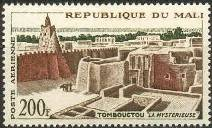 REPUBLIQUE DU MALI
POSTE AERIENNE
200F
TOMBOUCTOU LA MYSTERIEUSE